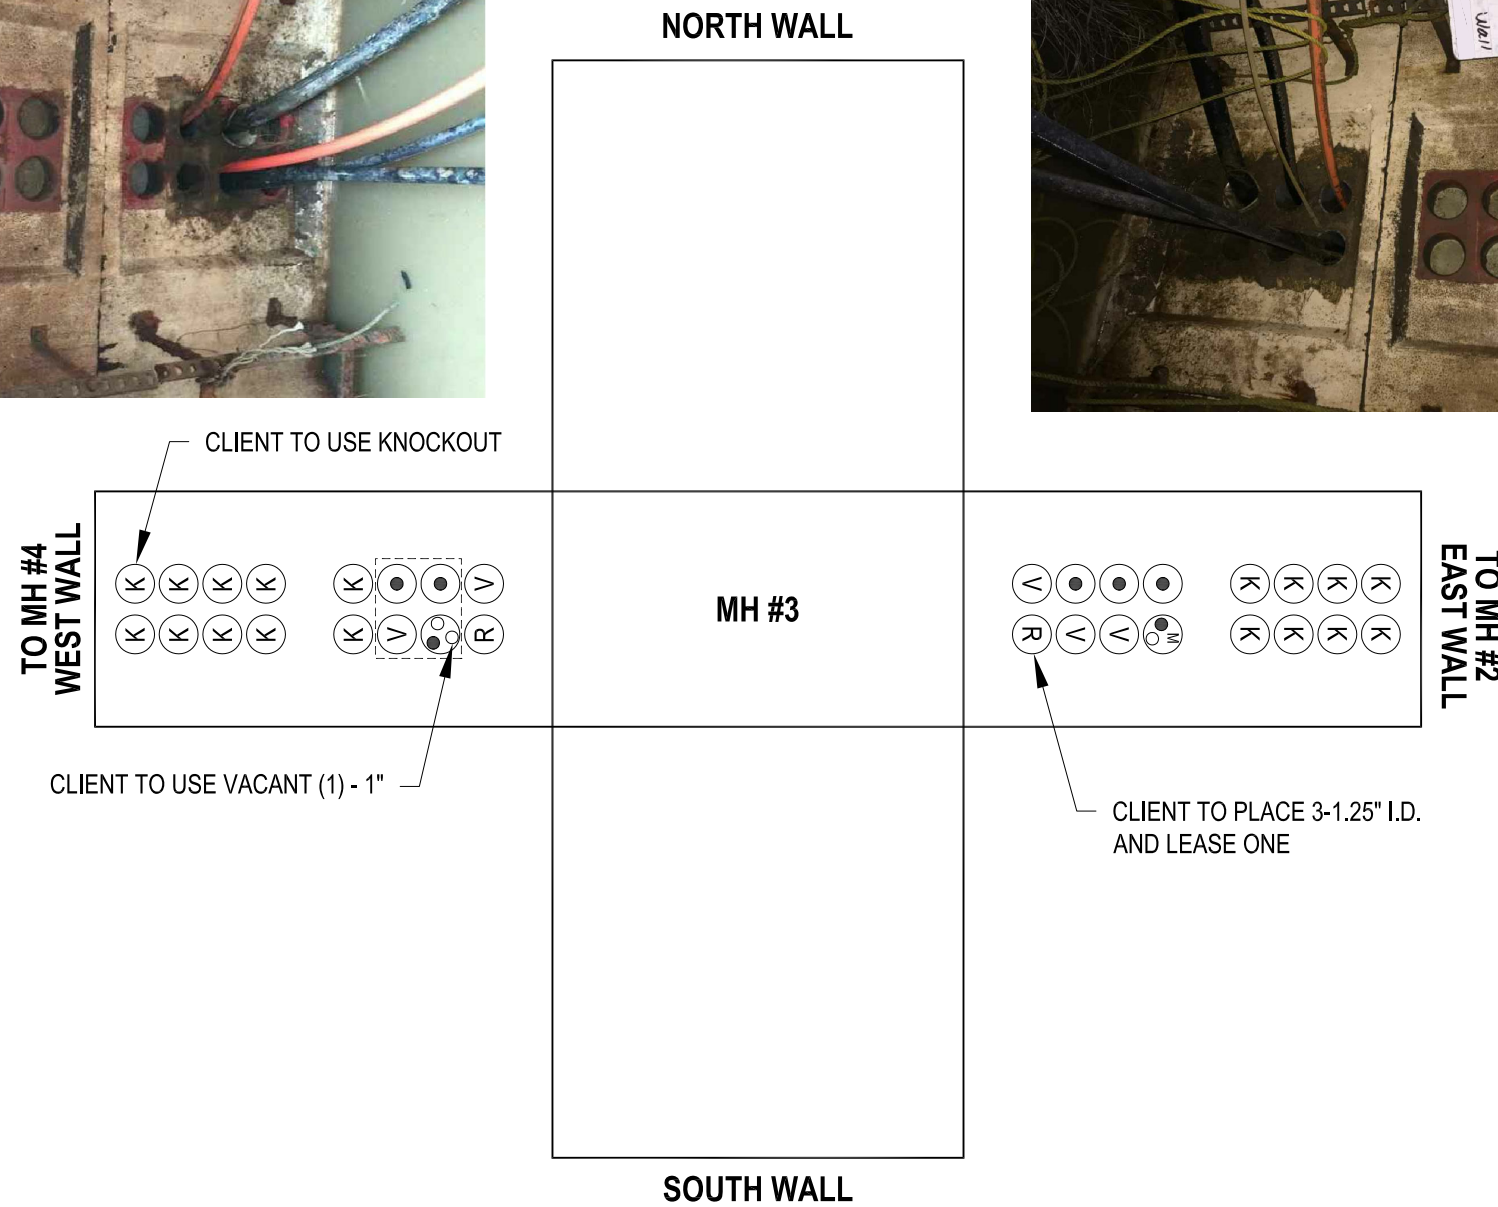 NORTH WALL
Wall
CLIENT TO USE KNOCKOUT
TO MH #4
WEST WALL
K K K K K V
K K K K K V R
MH #3
V K K K K
R V V M K K K K
TO MH #2
EAST WALL
CLIENT TO USE VACANT (1) - 1"
CLIENT TO PLACE 3-1.25" I.D.
AND LEASE ONE
SOUTH WALL